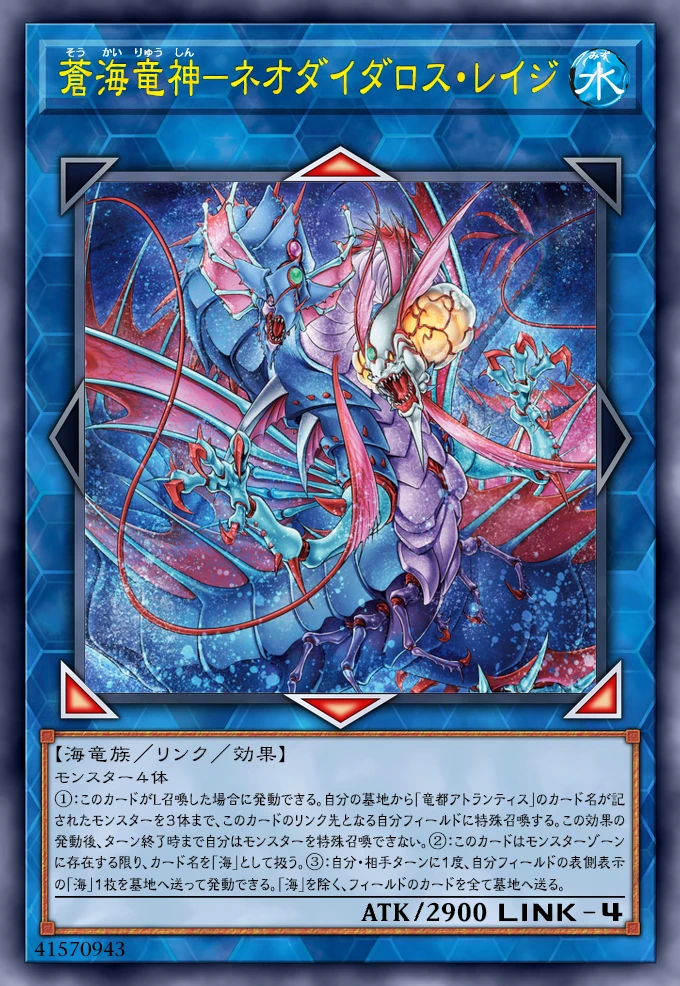 そう かい りゅう しん
蒼海竜神－ネオダイダロス・レイジ
みず
水
【海竜族／リンク／効果】
モンスター４体
①：このカードがL召喚した場合に発動できる。自分の墓地から「竜都アトランティス」のカード名が記
されたモンスターを３体まで、このカードのリンク先となる自分フィールドに特殊召喚する。この効果の
発動後、ターン終了時まで自分はモンスターを特殊召喚できない。②：このカードはモンスターゾーン
に存在する限り、カード名を「海」として扱う。③：自分・相手ターンに１度、自分フィールドの表側表示
の「海」１枚を墓地へ送って発動できる。「海」を除く、フィールドのカードを全て墓地へ送る。
ATK/2900 LINK－4
41570943